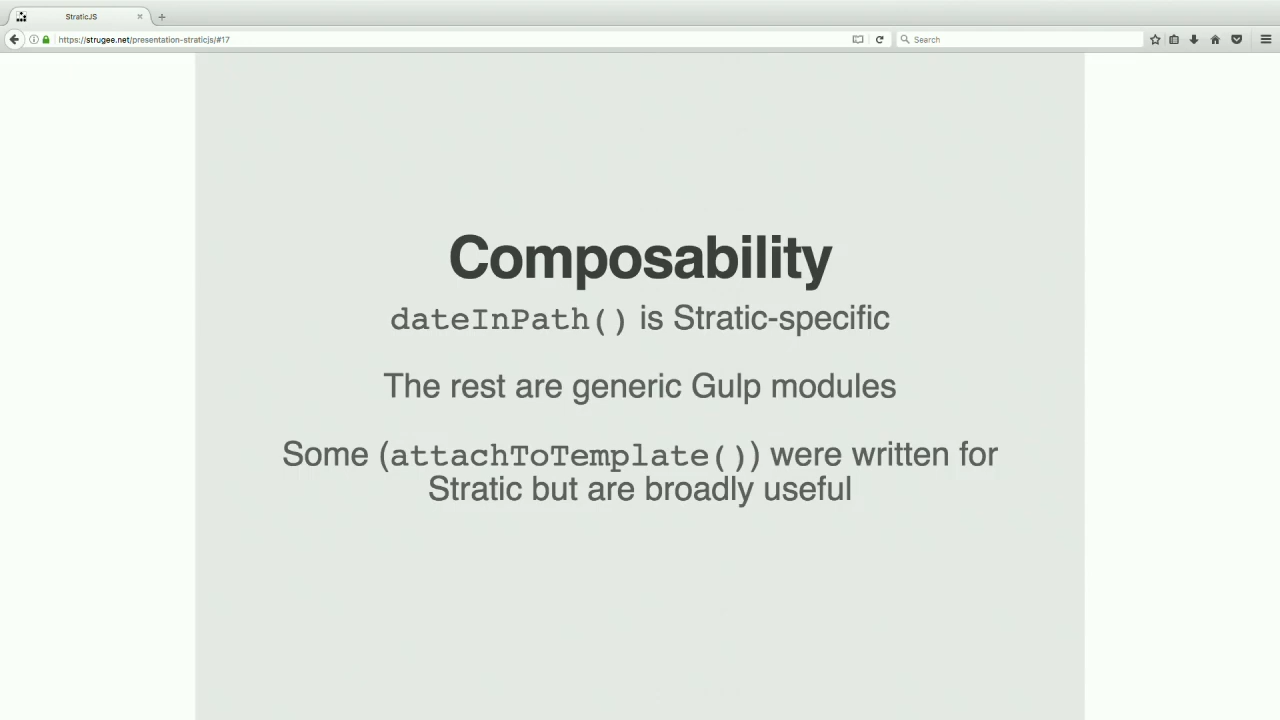 StraticJS
https://strugee.net/presentation-straticjs/#17
Search
Composability
dateInPath() is Stratic-specific
The rest are generic Gulp modules
Some (attachToTemplate()) were written for
Stratic but are broadly useful